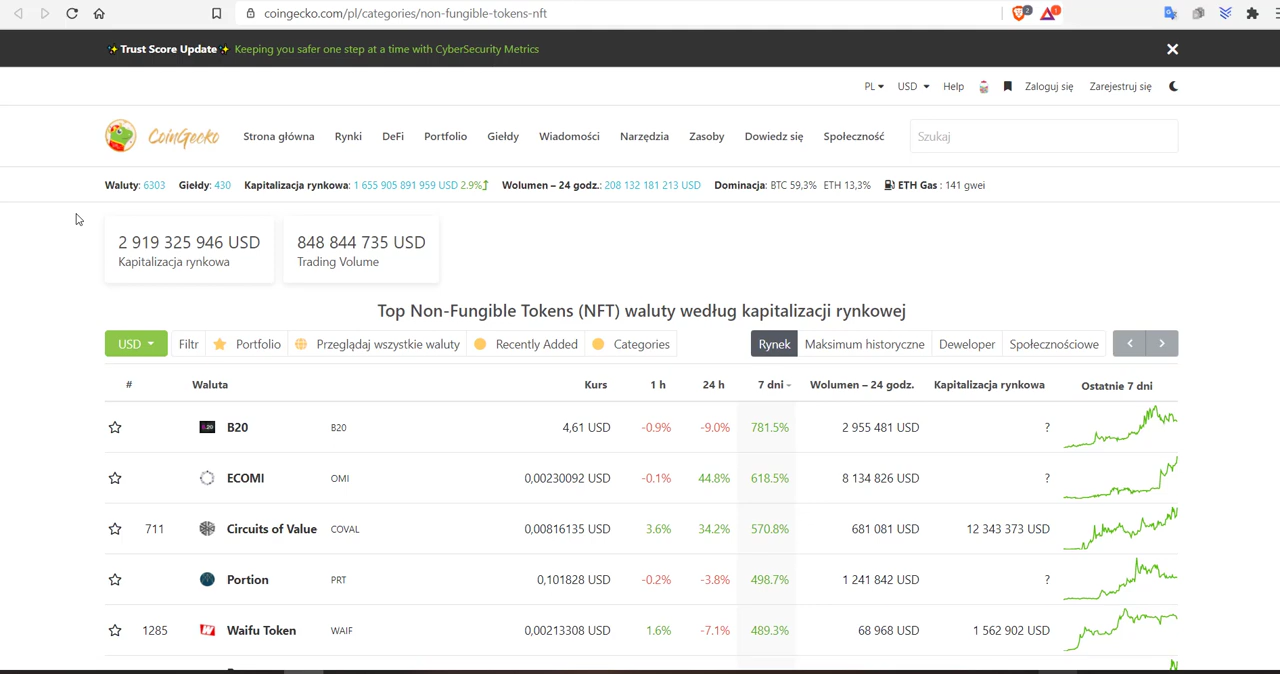 coingecko.com/pl/categories/non-fungible-tokens-nft 2 1
✨Trust Score Update✨ Keeping you safer one step at a time with CyberSecurity Metrics
PL USD Help Zaloguj się Zarejestruj się
CoinGecko Strona główna Rynki DeFi Portfolio Giełdy Wiadomości Narzędzia Zasoby Dowiedz się Społeczność Szukaj
Waluty: 6303 Giełdy: 430 Kapitalizacja rynkowa: 1 655 905 891 959 USD 2.9% Wolumen – 24 godz.: 208 132 181 213 USD Dominacja: BTC 59,3% ETH 13,3% ETH Gas : 141 gwei
2 919 325 946 USD 848 844 735 USD
Kapitalizacja rynkowa Trading Volume
Top Non-Fungible Tokens (NFT) waluty według kapitalizacji rynkowej
USD Filtr Portfolio Przeglądaj wszystkie waluty Recently Added Categories Rynek Maksimum historyczne Deweloper Społecznościowe
# Waluta Kurs 1 h 24 h 7 dni Wolumen – 24 godz. Kapitalizacja rynkowa Ostatnie 7 dni
B20 B20 4,61 USD -0.9% -9.0% 781.5% 2 955 481 USD ?
ECOMI OMI 0,00230092 USD -0.1% 44.8% 618.5% 8 134 826 USD ?
711 Circuits of Value COVAL 0,00816135 USD 3.6% 34.2% 570.8% 681 081 USD 12 343 373 USD
Portion PRT 0,101828 USD -0.2% -3.8% 498.7% 1 241 842 USD ?
1285 Waifu Token WAIF 0,00213308 USD 1.6% -7.1% 489.3% 68 968 USD 1 562 902 USD